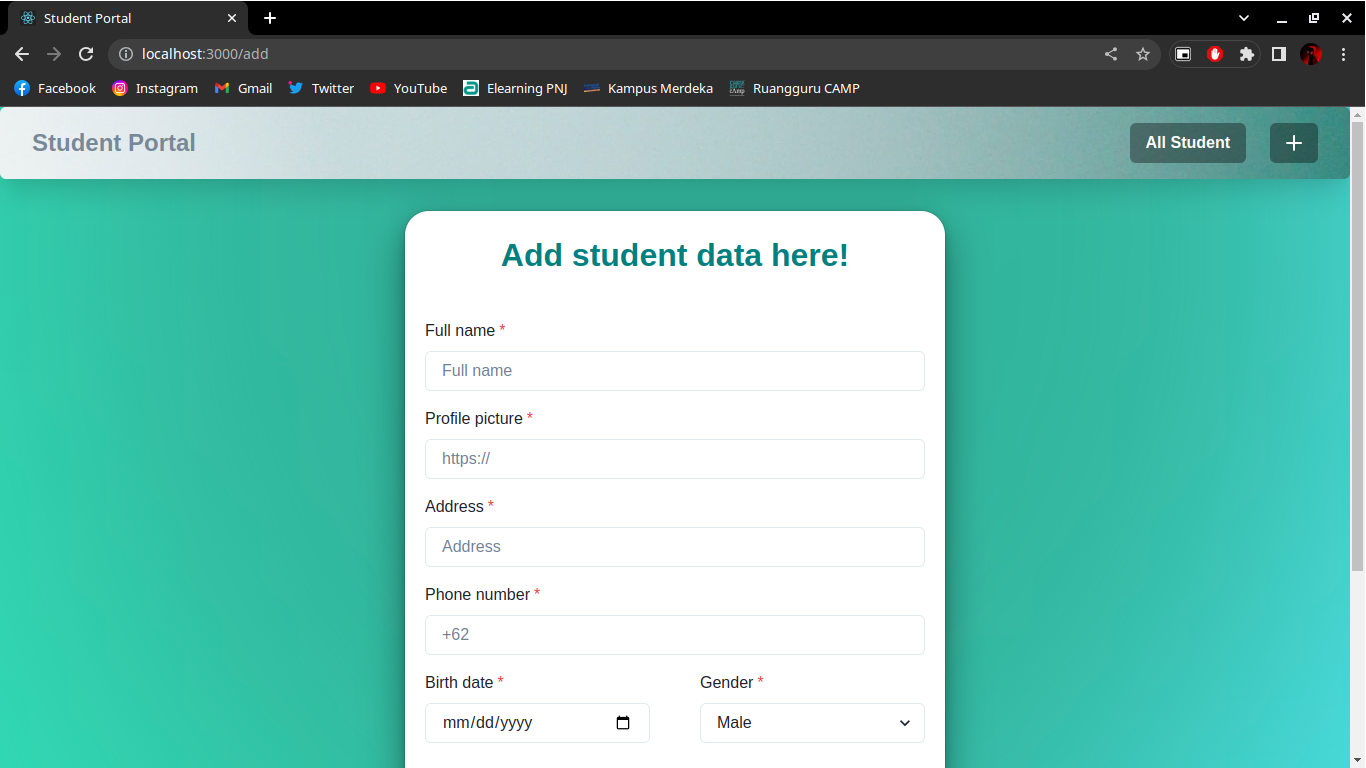 Student Portal
localhost:3000/add
Facebook Instagram Gmail Twitter YouTube Elearning PNJ Kampus Merdeka Ruangguru CAMP
Student Portal All Student +
Add student data here!
Full name *
Full name
Profile picture *
https://
Address *
Address
Phone number *
+62
Birth date * Gender *
mm/dd/yyyy Male